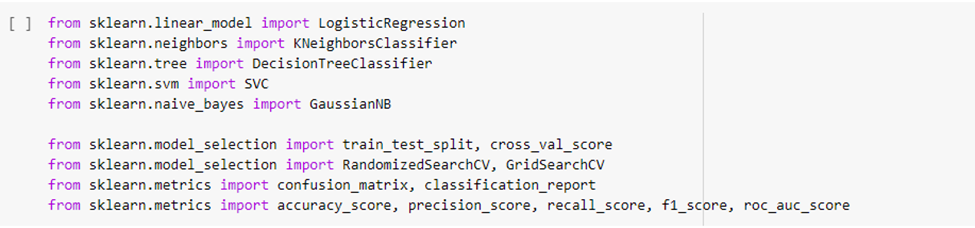 [ ] from sklearn.linear_model import LogisticRegression
from sklearn.neighbors import KNeighborsClassifier
from sklearn.tree import DecisionTreeClassifier
from sklearn.svm import SVC
from sklearn.naive_bayes import GaussianNB
from sklearn.model_selection import train_test_split, cross_val_score
from sklearn.model_selection import RandomizedSearchCV, GridSearchCV
from sklearn.metrics import confusion_matrix, classification_report
from sklearn.metrics import accuracy_score, precision_score, recall_score, f1_score, roc_auc_score